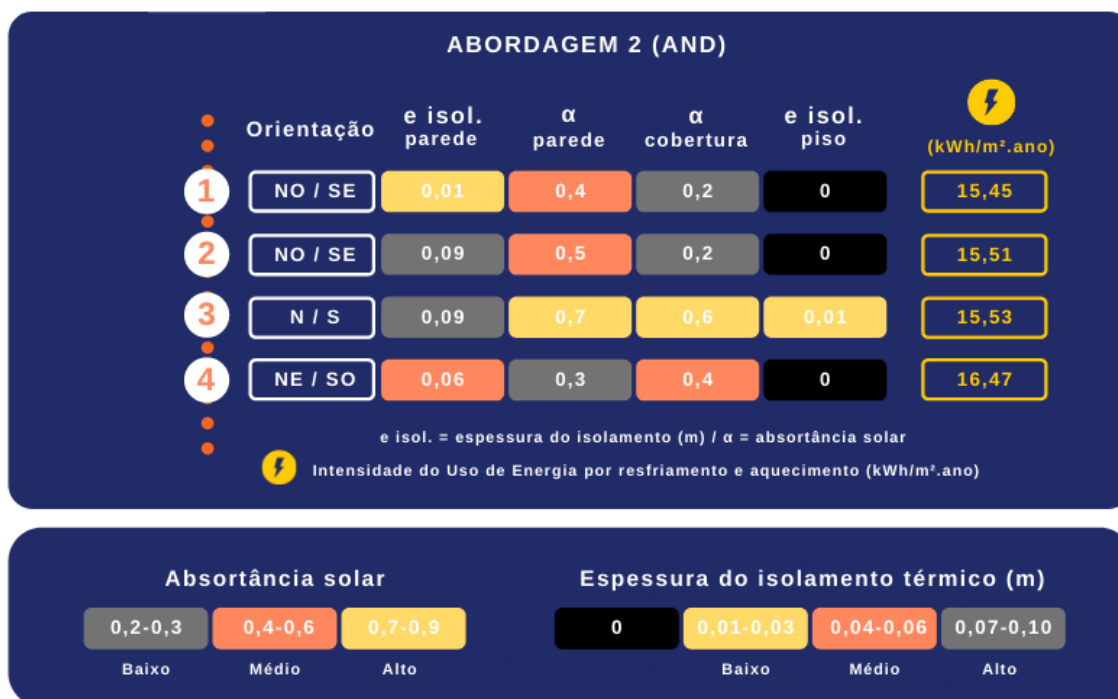 ABORDAGEM 2 (AND)
Orientação e isol. parede α parede α cobertura e isol. piso (kWh/m².ano)
1 NO / SE 0,01 0,4 0,2 0 15,45
2 NO / SE 0,09 0,5 0,2 0 15,51
3 N / S 0,09 0,7 0,6 0,01 15,53
4 NE / SO 0,06 0,3 0,4 0 16,47
e isol. = espessura do isolamento (m) / α = absortância solar
Intensidade do Uso de Energia por resfriamento e aquecimento (kWh/m².ano)
Absortância solar
0,2-0,3 0,4-0,6 0,7-0,9
Baixo Médio Alto
Espessura do isolamento térmico (m)
0 0,01-0,03 0,04-0,06 0,07-0,10
Baixo Médio Alto